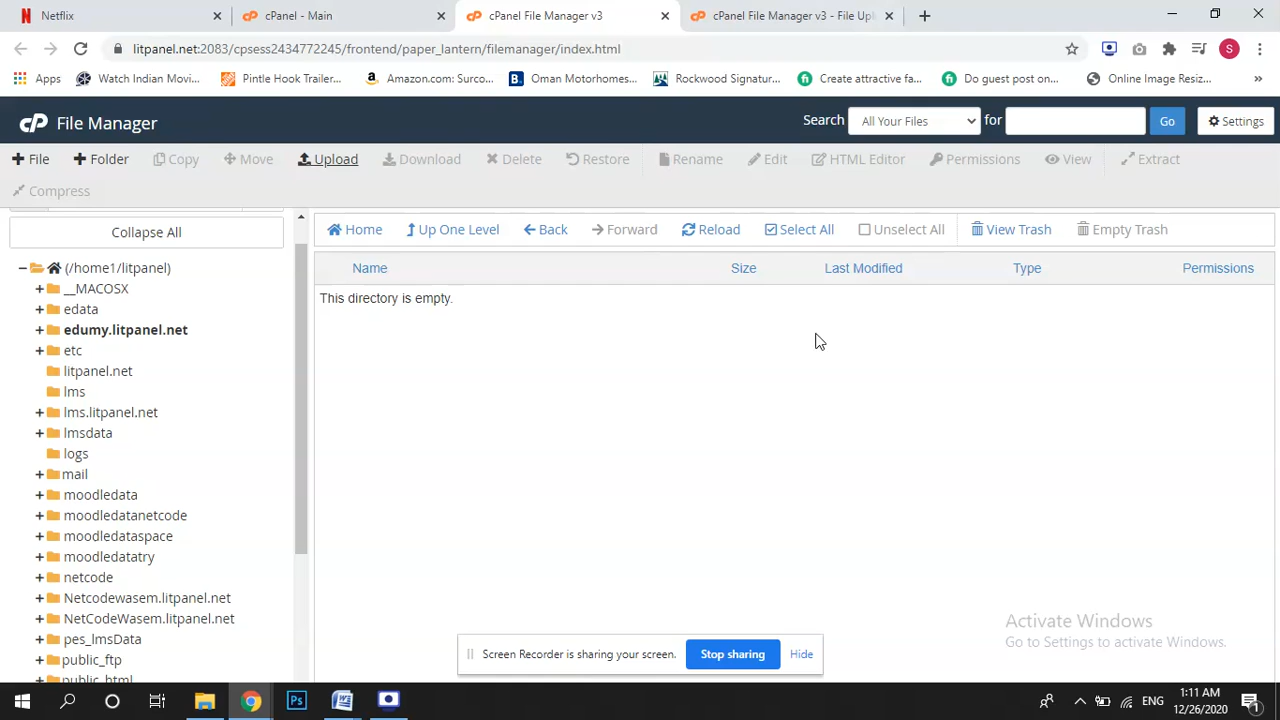 Netflix
cPanel - Main
cPanel File Manager v3
cPanel File Manager v3 - File Upl
litpanel.net:2083/cpsess2434772245/frontend/paper_lantern/filemanager/index.html
S
Apps
Watch Indian Movi...
Pintle Hook Trailer...
Amazon.com: Surco...
Oman Motorhomes...
Rockwood Signatur...
Create attractive fa...
Do guest post on...
Online Image Resiz...
cP File Manager
Search
All Your Files
for
Go
Settings
File
Folder
Copy
Move
Upload
Download
Delete
Restore
Rename
Edit
HTML Editor
Permissions
View
Extract
Compress
Collapse All
Home
Up One Level
Back
Forward
Reload
Select All
Unselect All
View Trash
Empty Trash
Name
Size
Last Modified
Type
Permissions
This directory is empty.
(/home1/litpanel)
__MACOSX
edata
edumy.litpanel.net
etc
litpanel.net
lms
lms.litpanel.net
lmsdata
logs
mail
moodledata
moodledatanetcode
moodledataspace
moodledatatry
netcode
Netcodewasem.litpanel.net
NetCodeWasem.litpanel.net
pes_lmsData
public_ftp
public_html
Activate Windows
Go to Settings to activate Windows.
Screen Recorder is sharing your screen.
Stop sharing
Hide
Ps
W
ENG
1:11 AM
12/26/2020
1